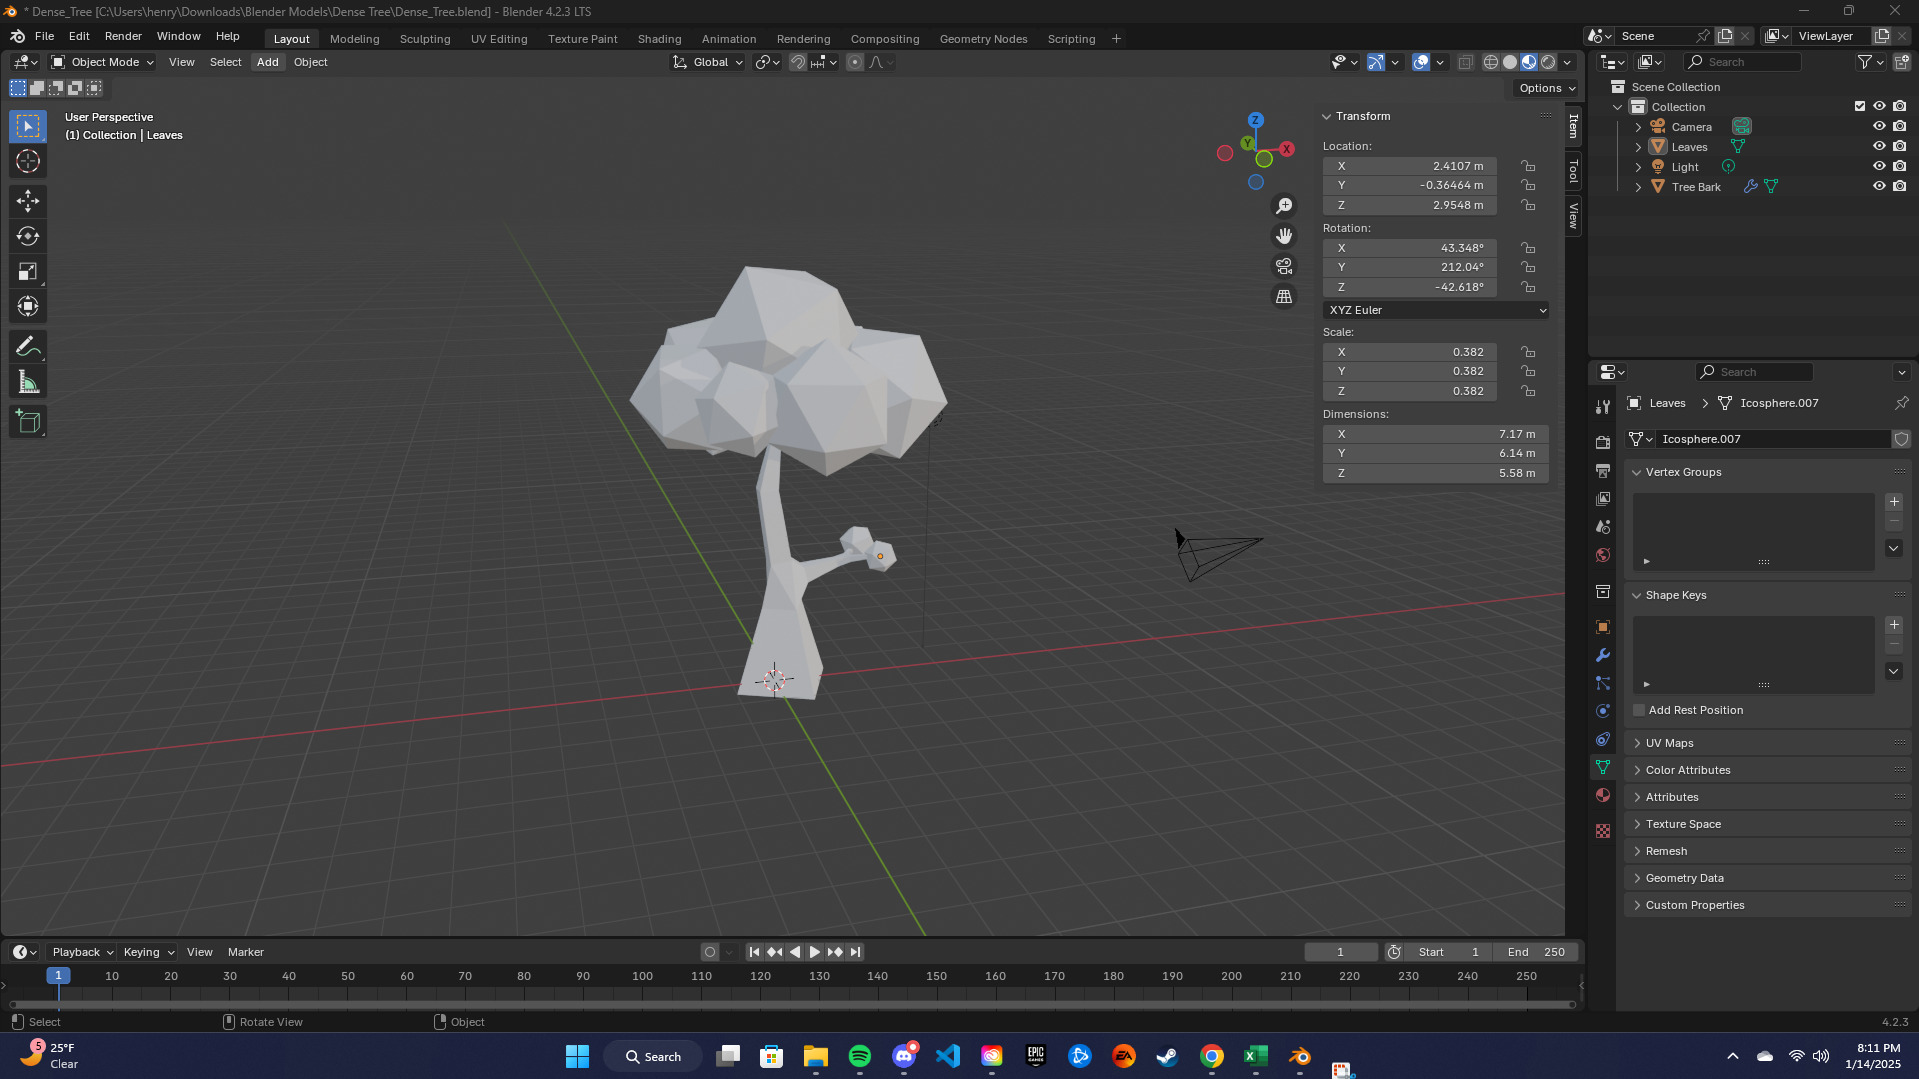 * Dense_Tree [C:\Users\henry\Downloads\Blender Models\Dense Tree\Dense_Tree.blend] - Blender 4.2.3 LTS
File Edit Render Window Help Layout Modeling Sculpting UV Editing Texture Paint Shading Animation Rendering Compositing Geometry Nodes Scripting + Scene ViewLayer
Object Mode View Select Add Object Global Search
Options
User Perspective
(1) Collection | Leaves
Z
Y
X
Transform
Location:
X 2.4107 m
Y -0.36464 m
Z 2.9548 m
Rotation:
X 43.348°
Y 212.04°
Z -42.618°
XYZ Euler
Scale:
X 0.382
Y 0.382
Z 0.382
Dimensions:
X 7.17 m
Y 6.14 m
Z 5.58 m
Item
Tool
View
Scene Collection
Collection
Camera
Leaves
Light
Tree Bark
Search
Leaves > Icosphere.007
Icosphere.007
Vertex Groups
Shape Keys
Add Rest Position
UV Maps
Color Attributes
Attributes
Texture Space
Remesh
Geometry Data
Custom Properties
Playback Keying View Marker 1 Start 1 End 250
1 10 20 30 40 50 60 70 80 90 100 110 120 130 140 150 160 170 180 190 200 210 220 230 240 250
Select Rotate View Object 4.2.3
5
25°F
Clear
Search
EPIC
GAMES
EA
8:11 PM
1/14/2025